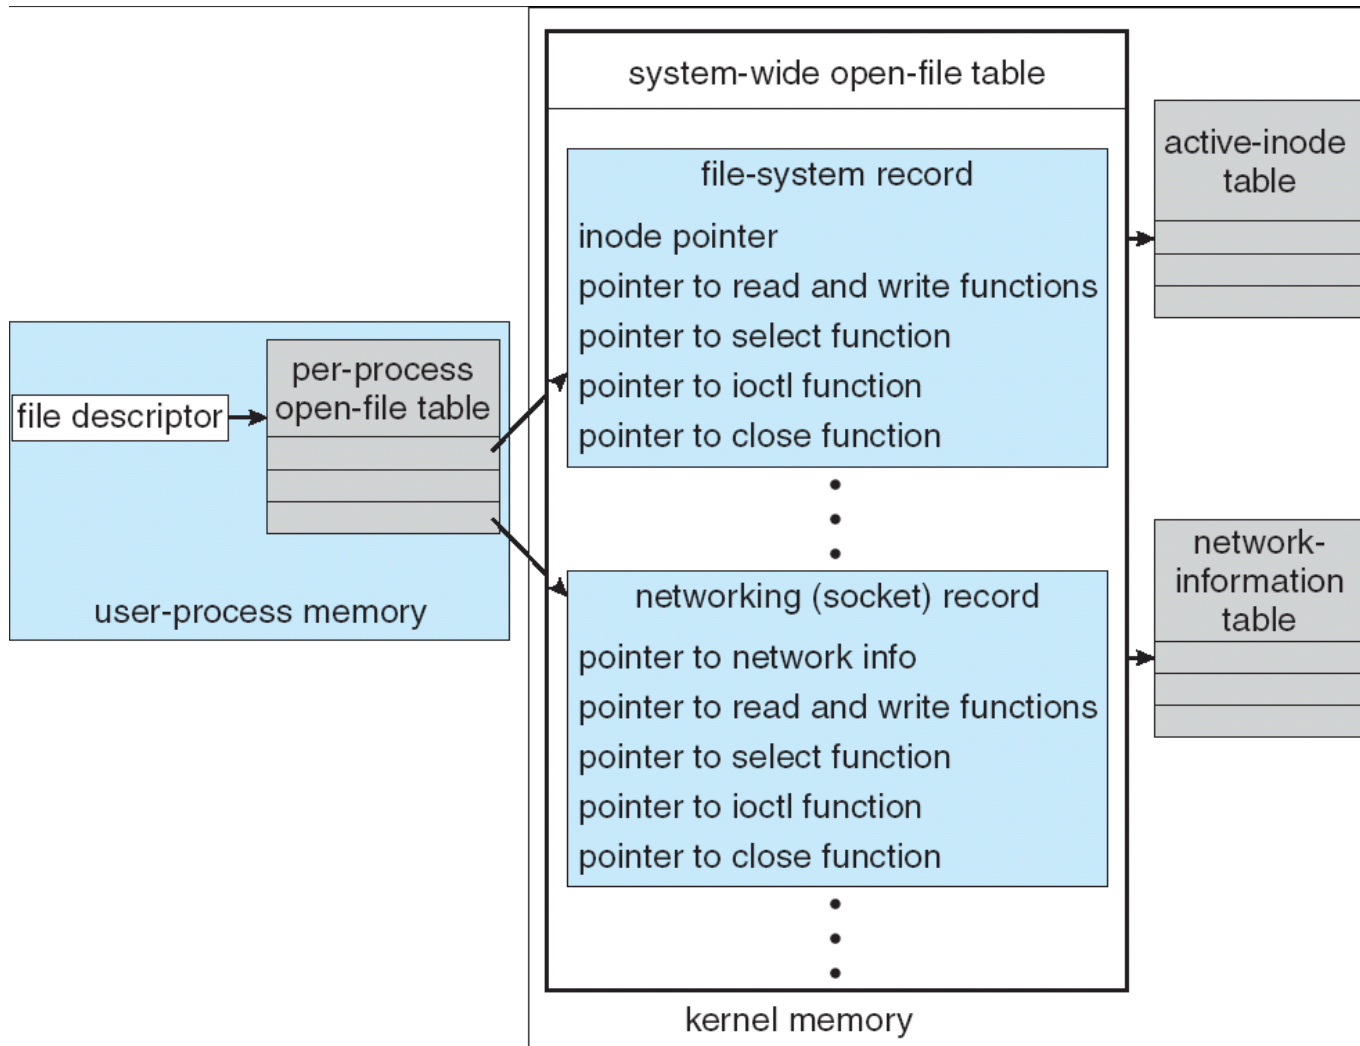 system-wide open-file table
file-system record
inode pointer
pointer to read and write functions
pointer to select function
pointer to ioctl function
pointer to close function
active-inode
table
file descriptor
per-process
open-file table
user-process memory
networking (socket) record
pointer to network info
pointer to read and write functions
pointer to select function
pointer to ioctl function
pointer to close function
network-
information
table
kernel memory